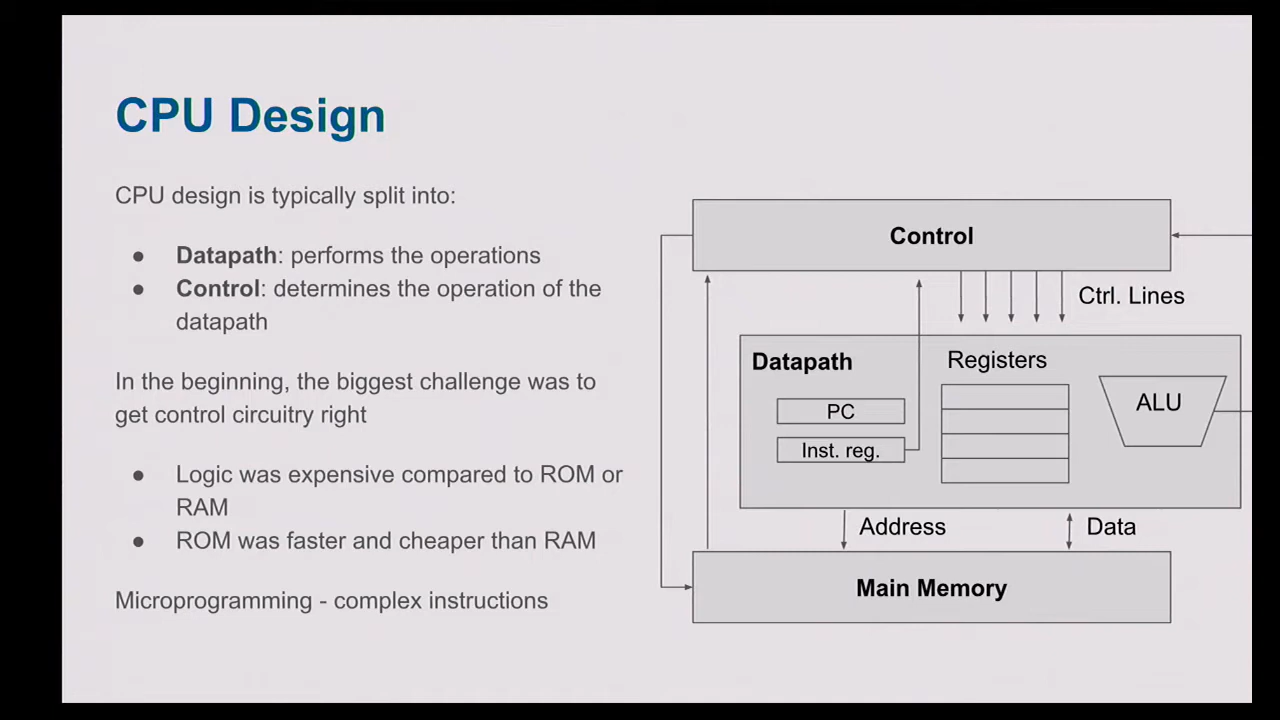 CPU Design
CPU design is typically split into:
● Datapath: performs the operations
● Control: determines the operation of the
datapath
In the beginning, the biggest challenge was to
get control circuitry right
● Logic was expensive compared to ROM or
RAM
● ROM was faster and cheaper than RAM
Microprogramming - complex instructions
Control
Ctrl. Lines
Datapath
Registers
PC
ALU
Inst. reg.
Address
Data
Main Memory